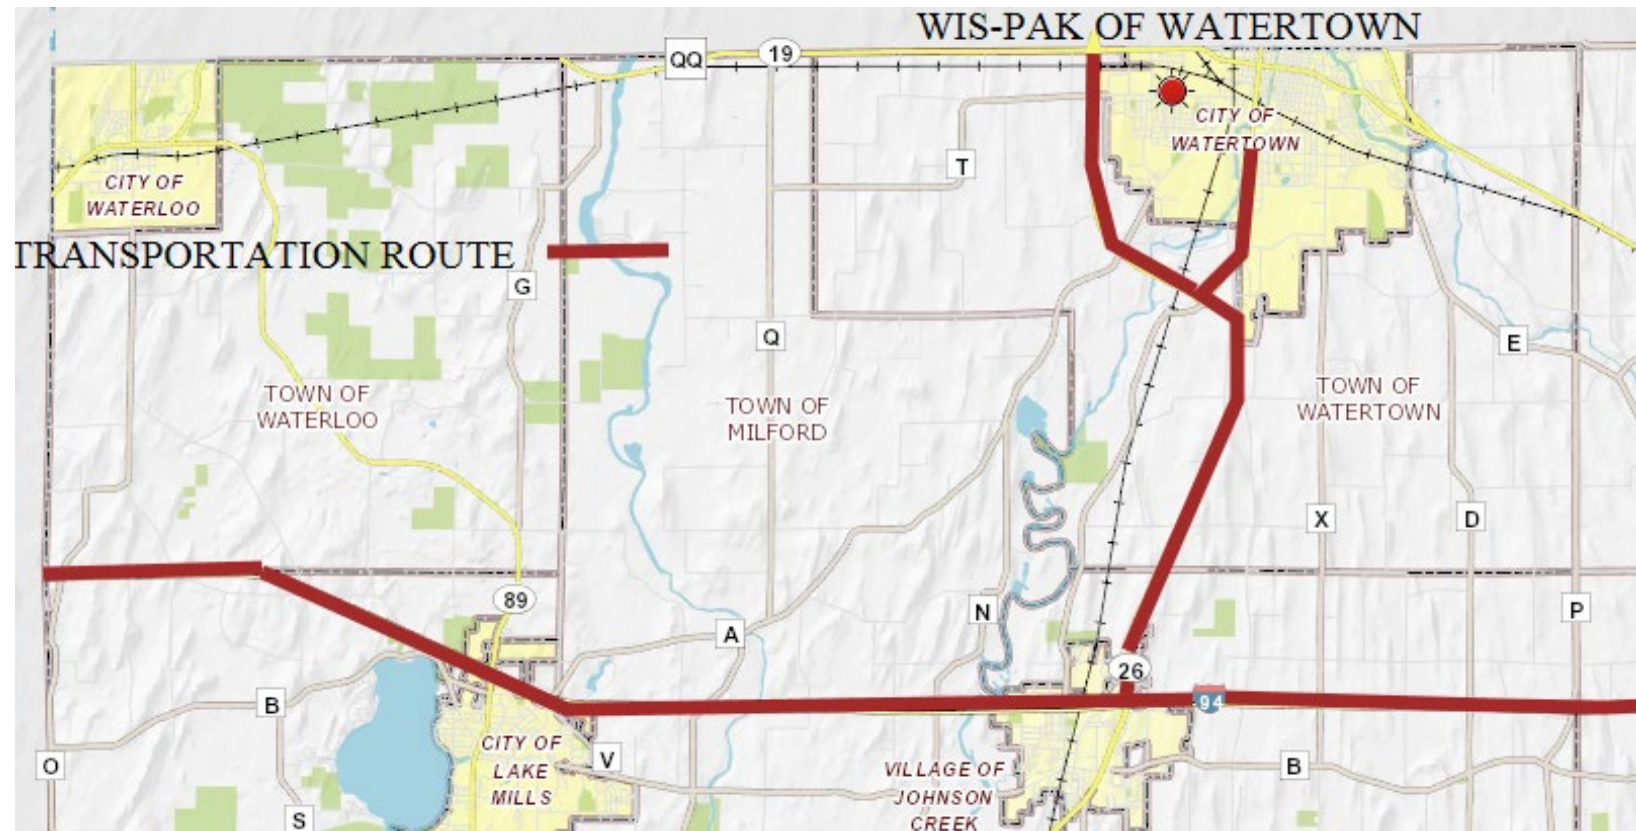 WIS-PAK OF WATERTOWN
QQ
19
CITY OF
WATERTOWN
T
CITY OF
WATERLOO
TRANSPORTATION ROUTE
G
Q
E
TOWN OF
WATERLOO
TOWN OF
MILFORD
TOWN OF
WATERTOWN
X
D
89
N
P
A
26
B
94
CITY OF
LAKE
MILLS
V
O
VILLAGE OF
JOHNSON
CREEK
B
S